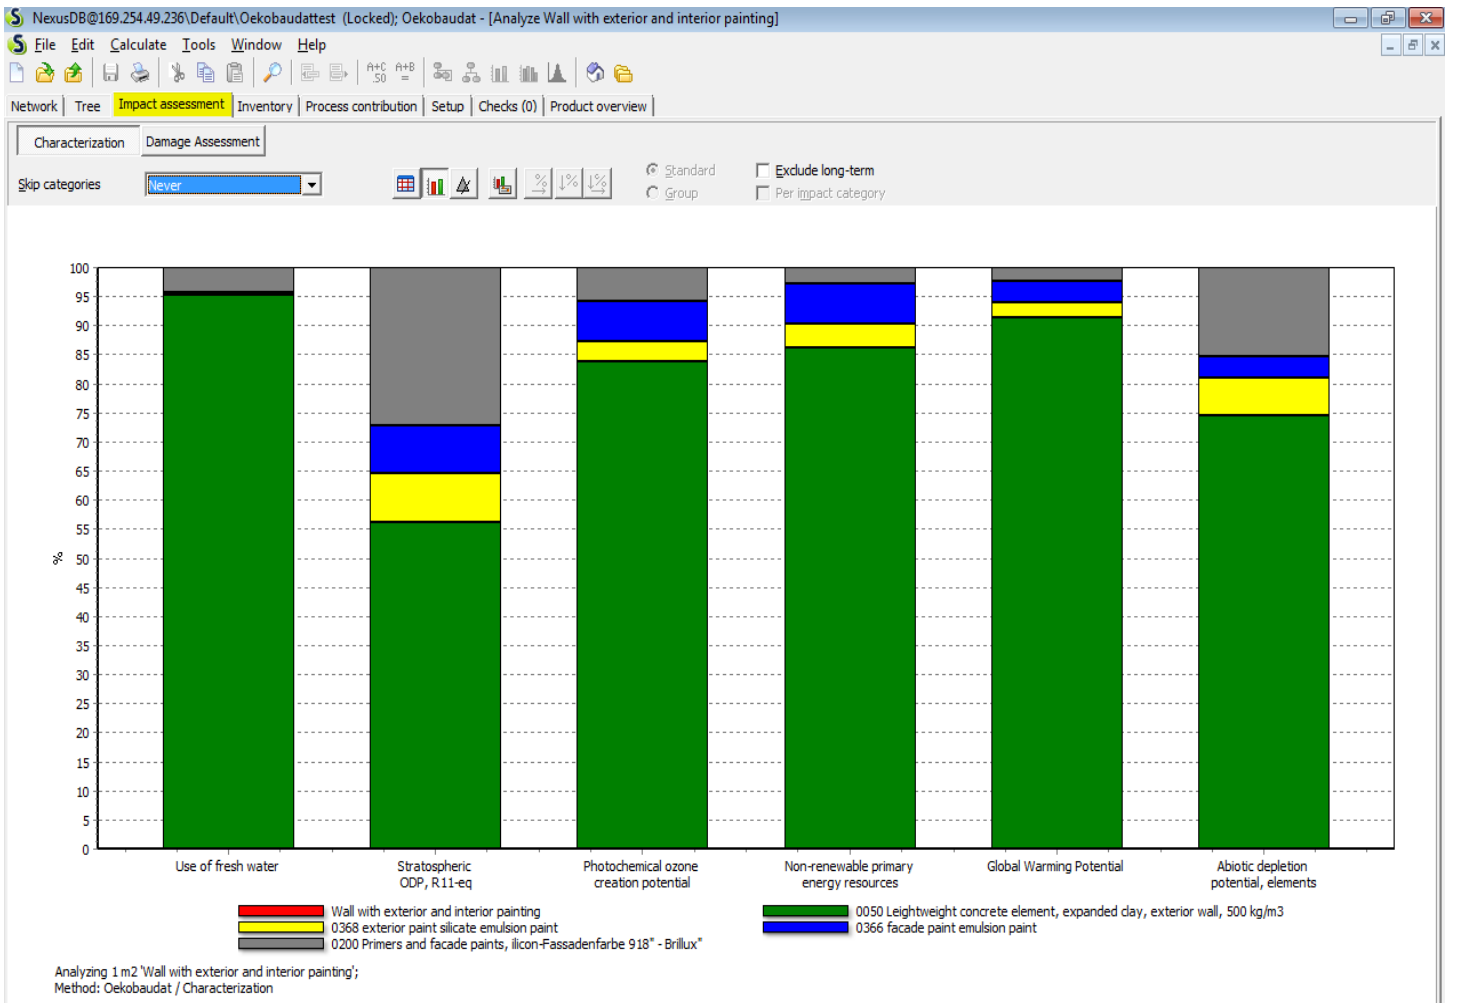 NexusDB@169.254.49.236\Default\Oekobaudattest (Locked); Oekobaudat - [Analyze Wall with exterior and interior painting]
File Edit Calculate Tools Window Help
A+C 50 A+B =
Network Tree Impact assessment Inventory Process contribution Setup Checks (0) Product overview
Characterization Damage Assessment
Skip categories Never Standard Exclude long-term
Group Per impact category
100
95
90
85
80
75
70
65
60
55
%
50
45
40
35
30
25
20
15
10
5
0
Use of fresh water Stratospheric Photochemical ozone Non-renewable primary Global Warming Potential Abiotic depletion
ODP, R11-eq creation potential energy resources potential, elements
Wall with exterior and interior painting 0050 Leightweight concrete element, expanded clay, exterior wall, 500 kg/m3
0368 exterior paint silicate emulsion paint 0366 facade paint emulsion paint
0200 Primers and facade paints, ilicon-Fassadenfarbe 918" - Brillux"
Analyzing 1 m2 'Wall with exterior and interior painting';
Method: Oekobaudat / Characterization